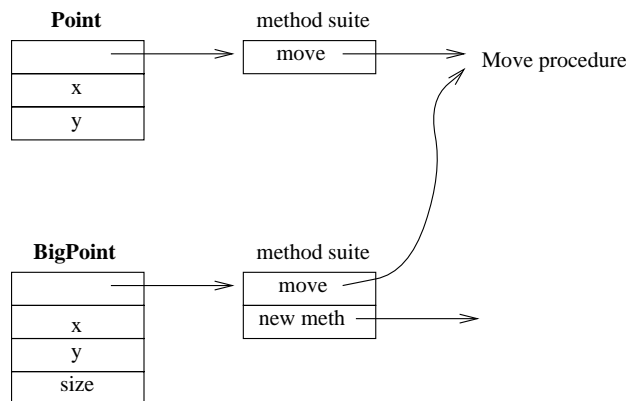 Point
method suite
move
Move procedure
x
y
BigPoint
method suite
move
new meth
x
y
size